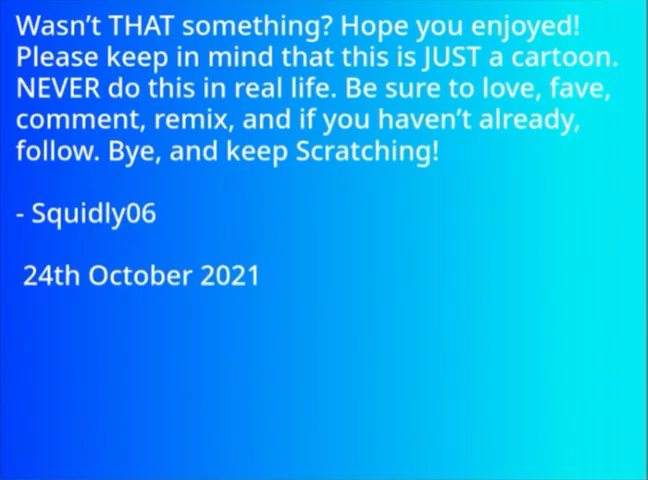 Wasn’t THAT something? Hope you enjoyed!
Please keep in mind that this is JUST a cartoon.
NEVER do this in real life. Be sure to love, fave,
comment, remix, and if you haven’t already,
follow. Bye, and keep Scratching!
- Squidly06
24th October 2021